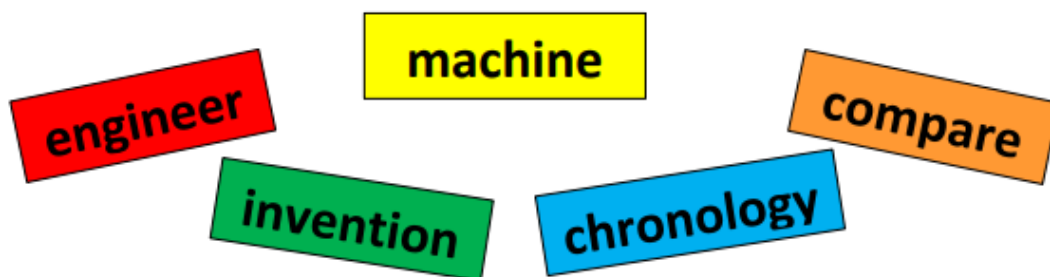 machine
engineer
compare
invention
chronology